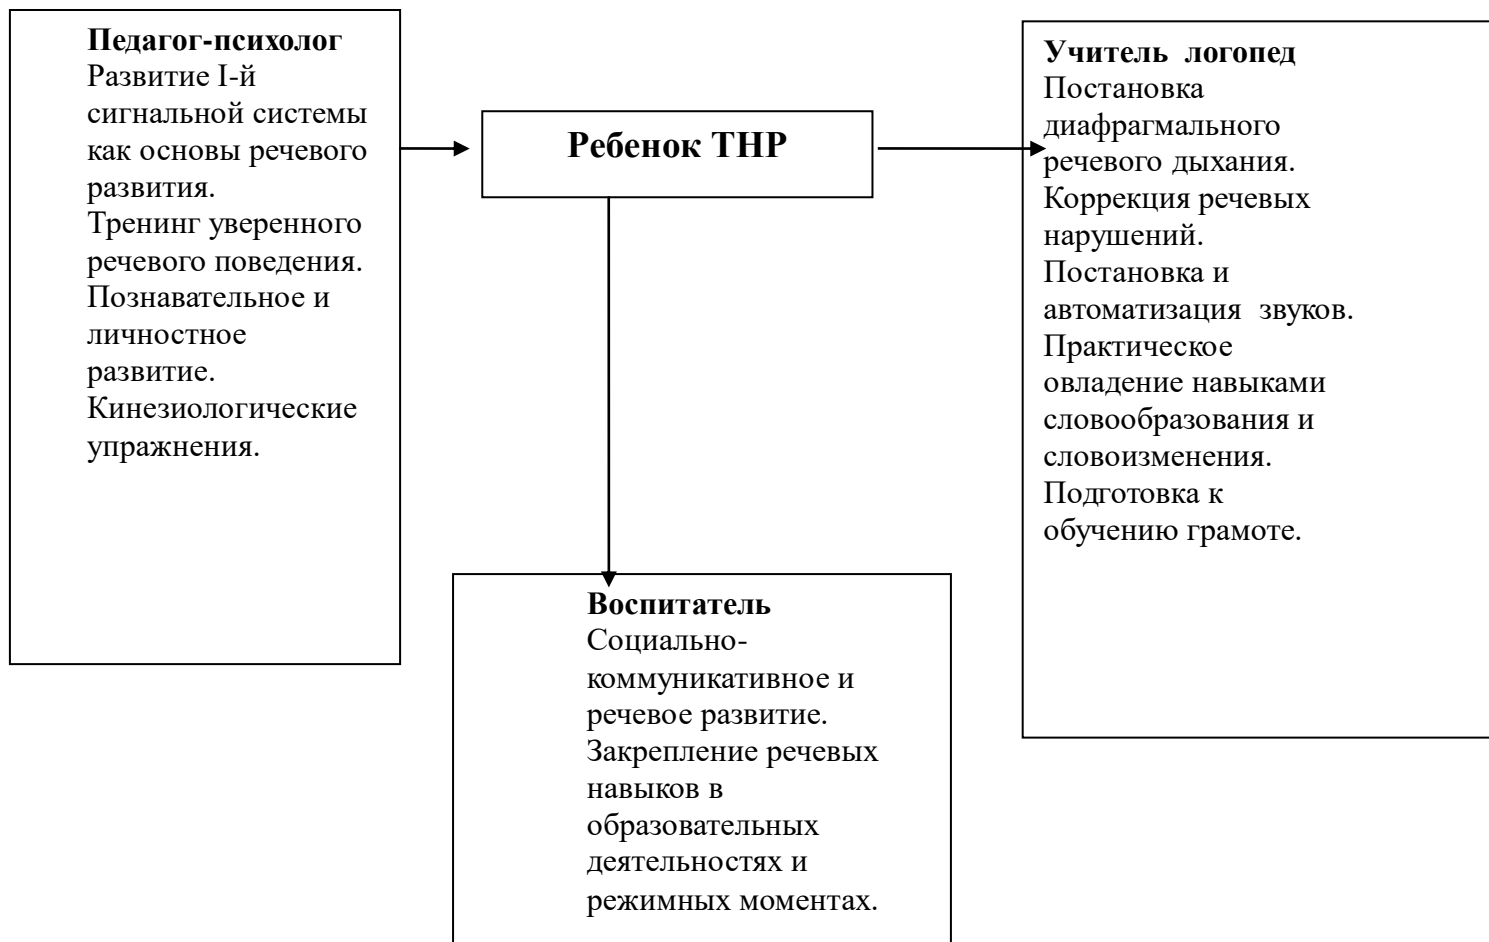 Педагог-психолог
Развитие I-й
сигнальной системы
как основы речевого
развития.
Тренинг уверенного
речевого поведения.
Познавательное и
личностное
развитие.
Кинезиологические
упражнения.
Ребенок ТНР
Учитель  логопед
Постановка
диафрагмального
речевого дыхания.
Коррекция речевых
нарушений.
Постановка и
автоматизация  звуков.
Практическое
овладение навыками
словообразования и
словоизменения.
Подготовка к
обучению грамоте.
Воспитатель
Социально-
коммуникативное и
речевое развитие.
Закрепление речевых
навыков в
образовательных
деятельностях и
режимных моментах.